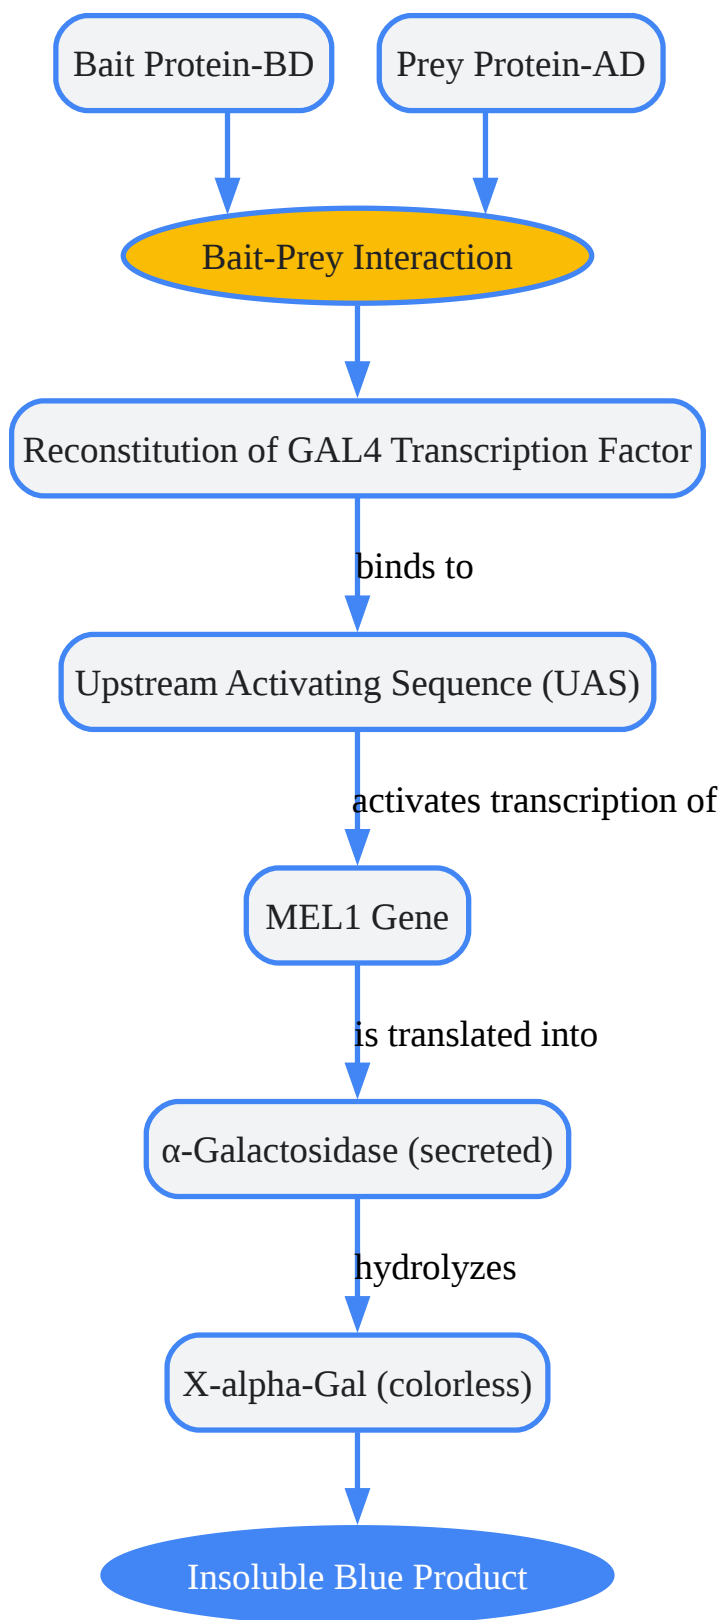 Bait Protein-BD
Prey Protein-AD
Bait-Prey Interaction
Reconstitution of GAL4 Transcription Factor
binds to
Upstream Activating Sequence (UAS)
activates transcription of
MEL1 Gene
is translated into
α-Galactosidase (secreted)
hydrolyzes
X-alpha-Gal (colorless)
Insoluble Blue Product